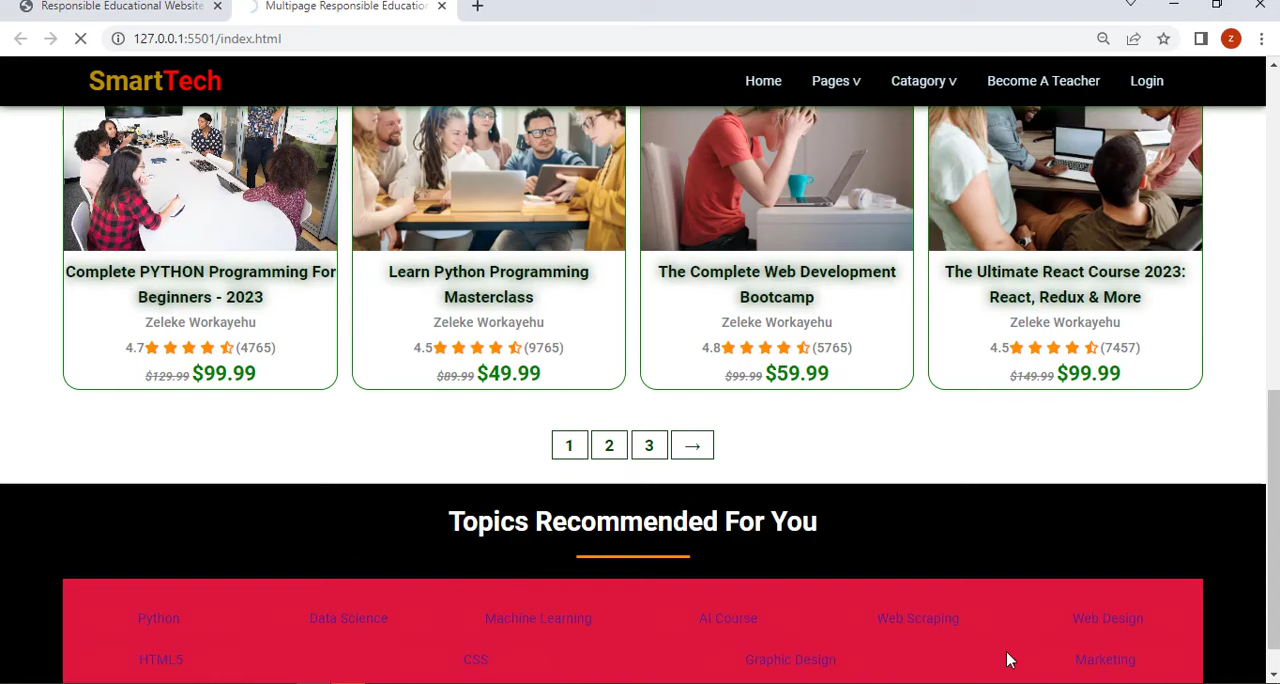 Responsible Educational Website
Multipage Responsible Educatio
127.0.0.1:5501/index.html
z
SmartTech
Home
Pages v
Catagory v
Become A Teacher
Login
Complete PYTHON Programming For
Beginners - 2023
Zeleke Workayehu
4.7 (4765)
$129.99 $99.99
Learn Python Programming
Masterclass
Zeleke Workayehu
4.5 (9765)
$89.99 $49.99
The Complete Web Development
Bootcamp
Zeleke Workayehu
4.8 (5765)
$99.99 $59.99
The Ultimate React Course 2023:
React, Redux & More
Zeleke Workayehu
4.5 (7457)
$149.99 $99.99
1 2 3 →
Topics Recommended For You
Python Data Science Machine Learning AI Course Web Scraping Web Design
HTML5 CSS Graphic Design Marketing